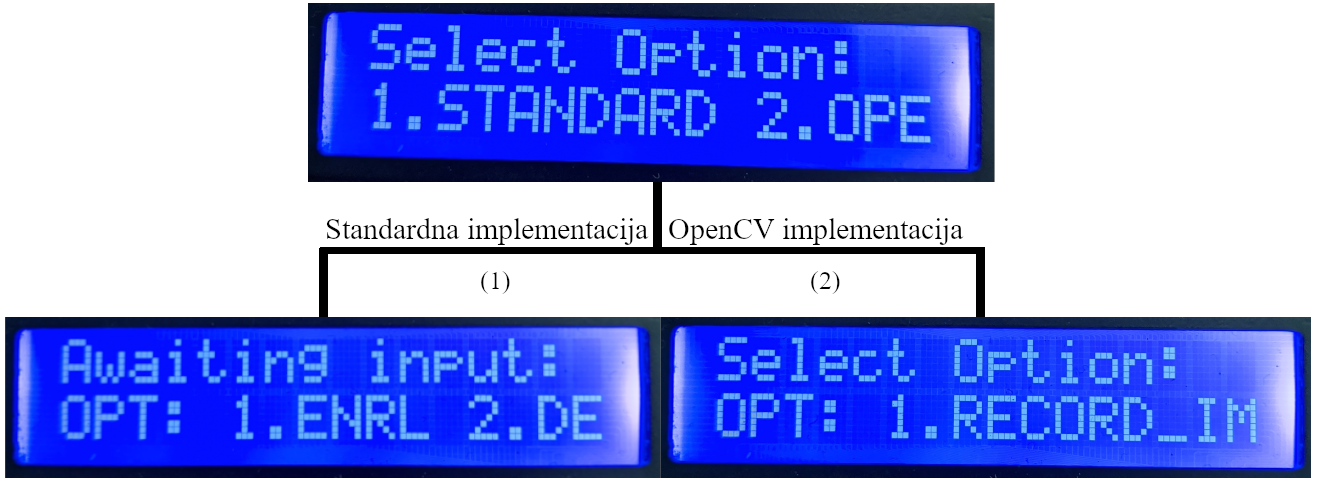 Select Option:
1.STANDARD 2.OPE
Standardna implementacija
OpenCV implementacija
(1)
(2)
Awaiting input:
OPT: 1.ENRL 2.DE
Select Option:
OPT: 1.RECORD_IM